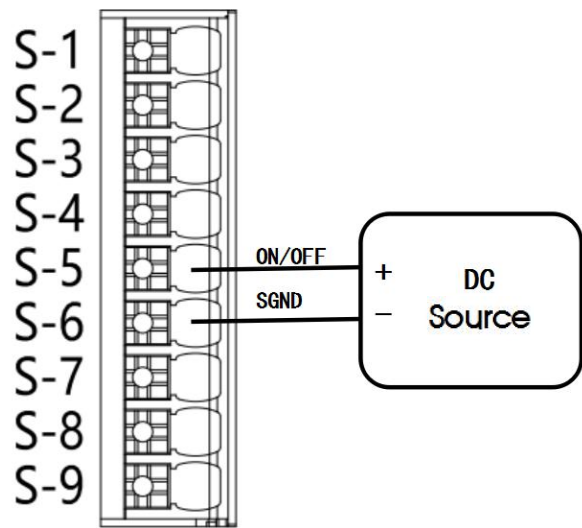 S-1
S-2
S-3
S-4
S-5
S-6
S-7
S-8
S-9
ON/OFF
SGND
+
−
DC
Source